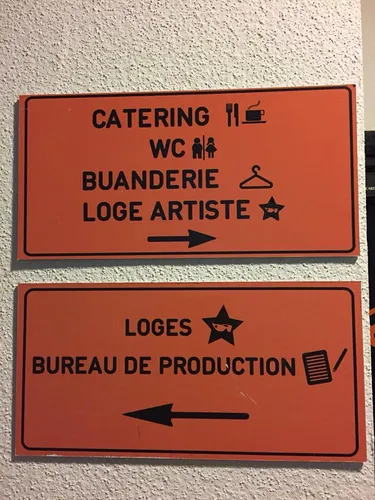 CATERING
WC
BUANDERIE
LOGE ARTISTE
LOGES
BUREAU DE PRODUCTION